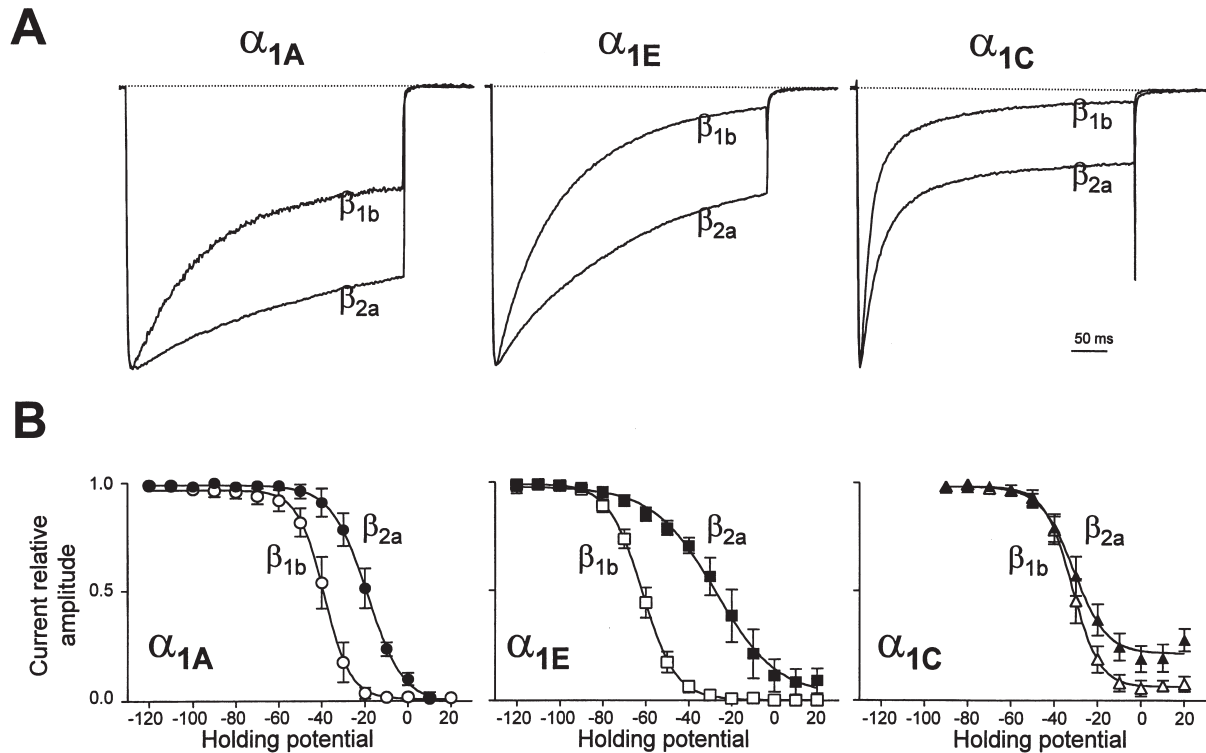 A
α1A α1E α1C
β1b β1b β1b
β2a β2a β2a
50 ms
B
Current relative
amplitude
1.0
0.5
0.0
β2a β2a β2a
β1b β1b β1b
α1A α1E α1C
-120 -100 -80 -60 -40 -20 0 20 -120 -100 -80 -60 -40 -20 0 20 -120 -100 -80 -60 -40 -20 0 20
Holding potential Holding potential Holding potential